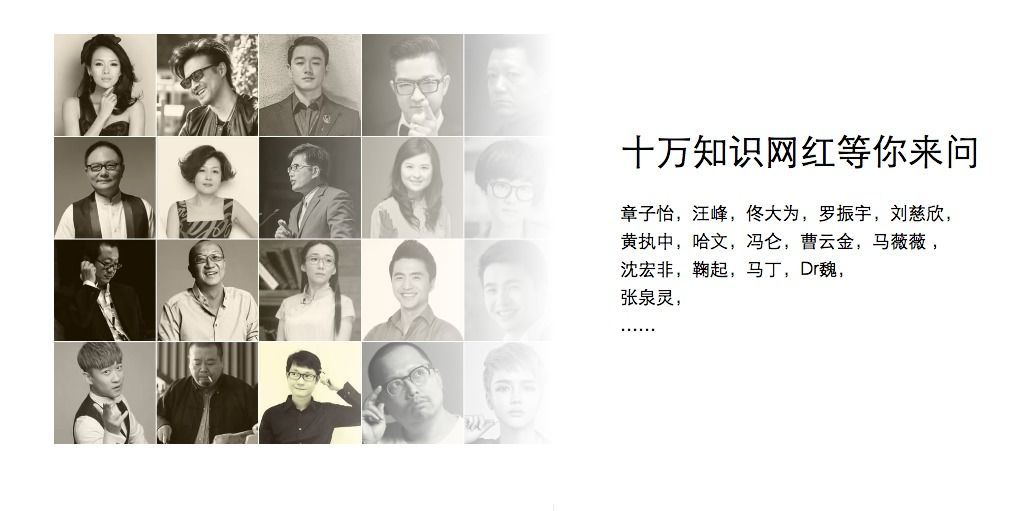 十万知识网红等你来问
章子怡，汪峰，佟大为，罗振宇，刘慈欣，
黄执中，哈文，冯仑，曹云金，马薇薇，
沈宏非，鞠起，马丁，Dr魏，
张泉灵，
……